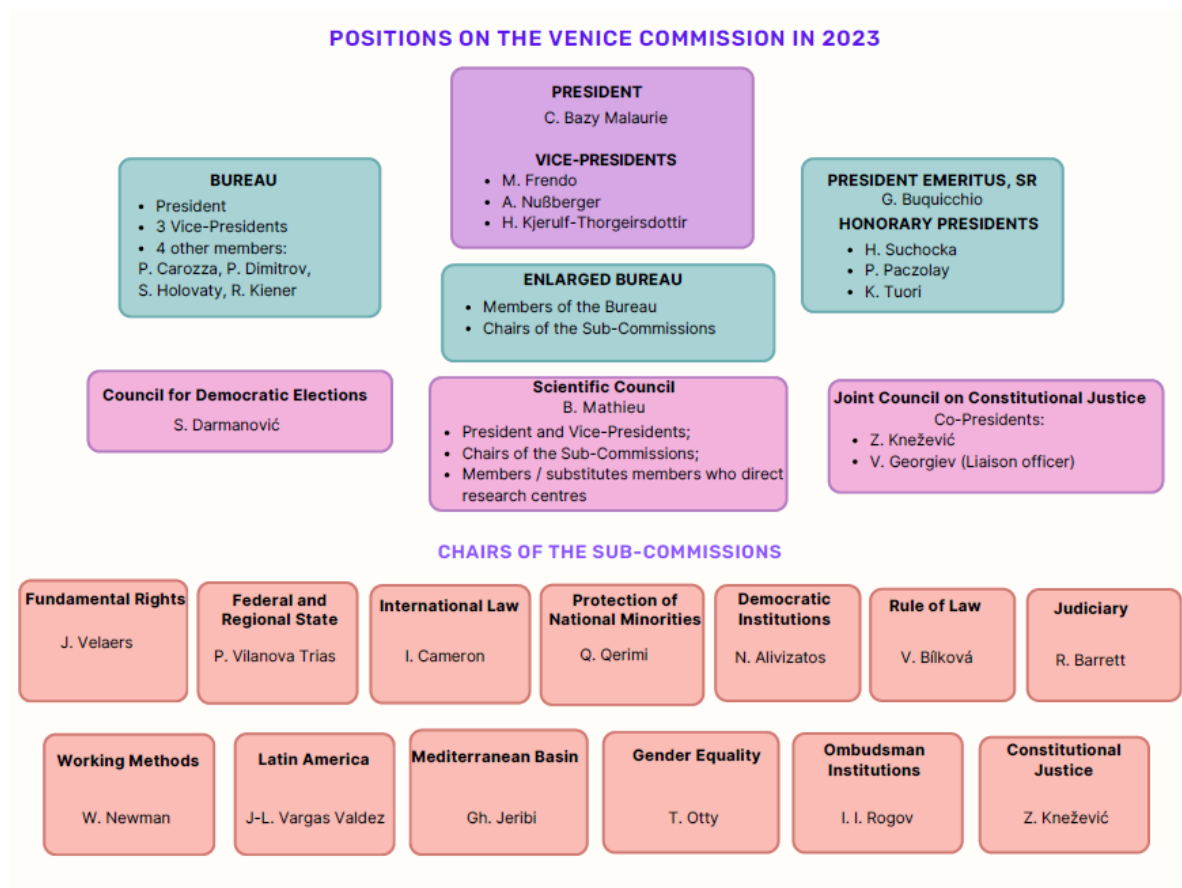 POSITIONS ON THE VENICE COMMISSION IN 2023
PRESIDENT
C. Bazy Malaurie
VICE-PRESIDENTS
• M. Frendo
• A. Nußberger
• H. Kjerulf-Thorgeirsdottir
BUREAU
• President
• 3 Vice-Presidents
• 4 other members:
P. Carozza, P. Dimitrov,
S. Holovaty, R. Kiener
PRESIDENT EMERITUS, SR
G. Buquicchio
HONORARY PRESIDENTS
• H. Suchocka
• P. Paczolay
• K. Tuori
ENLARGED BUREAU
• Members of the Bureau
• Chairs of the Sub-Commissions
Council for Democratic Elections
S. Darmanović
Scientific Council
B. Mathieu
• President and Vice-Presidents;
• Chairs of the Sub-Commissions;
• Members / substitutes members who direct
research centres
Joint Council on Constitutional Justice
Co-Presidents:
• Z. Knežević
• V. Georgiev (Liaison officer)
CHAIRS OF THE SUB-COMMISSIONS
Fundamental Rights
J. Velaers
Federal and
Regional State
P. Vilanova Trias
International Law
I. Cameron
Protection of
National Minorities
Q. Qerimi
Democratic
Institutions
N. Alivizatos
Rule of Law
V. Bílková
Judiciary
R. Barrett
Working Methods
W. Newman
Latin America
J-L. Vargas Valdez
Mediterranean Basin
Gh. Jeribi
Gender Equality
T. Otty
Ombudsman
Institutions
I. I. Rogov
Constitutional
Justice
Z. Knežević